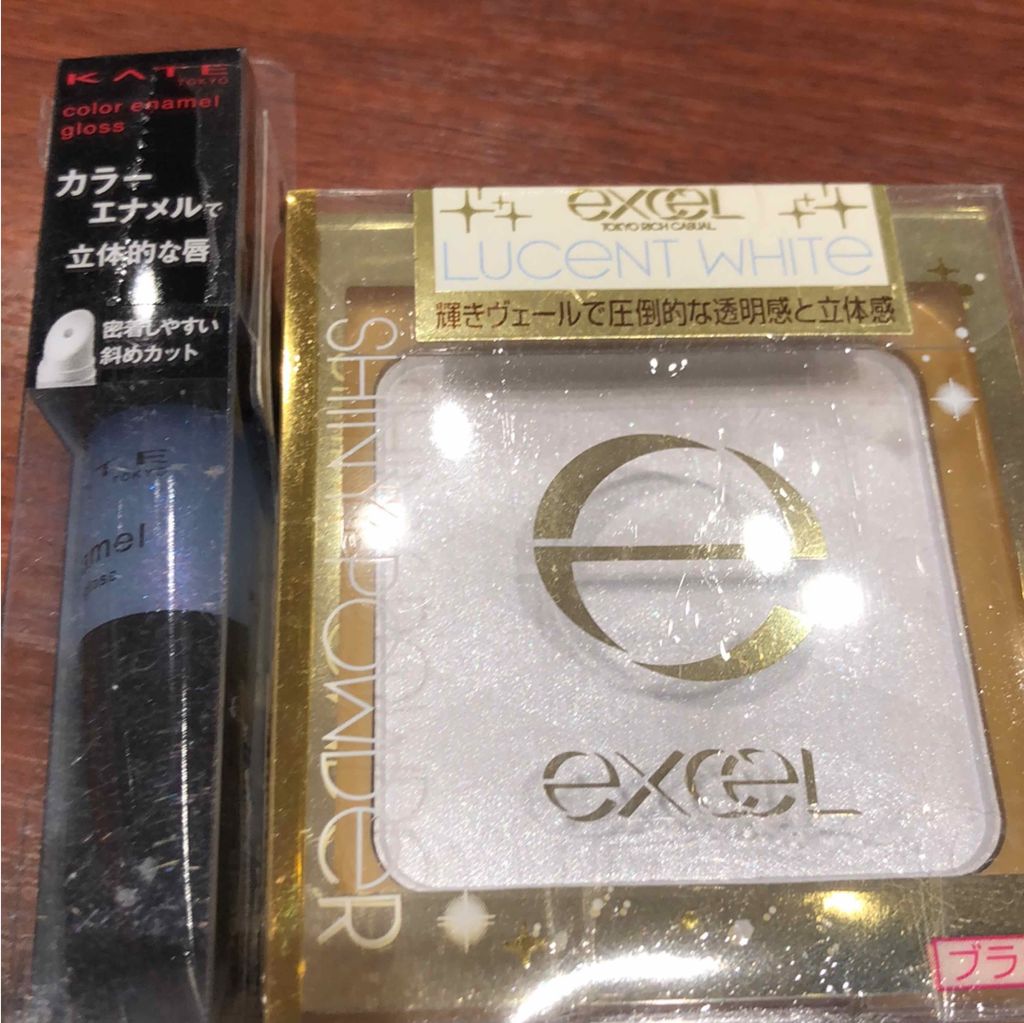 KATE
TOKYO
color enamel
gloss
カラー
エナメルで
立体的な唇
密着しやすい
斜めカット
TE
TOKYO
mel
gloss
excel
TOKYO RICH CASUAL
LUCENT WHITE
輝きヴェールで圧倒的な透明感と立体感
SHINY POWDER
e
excel
ブラ